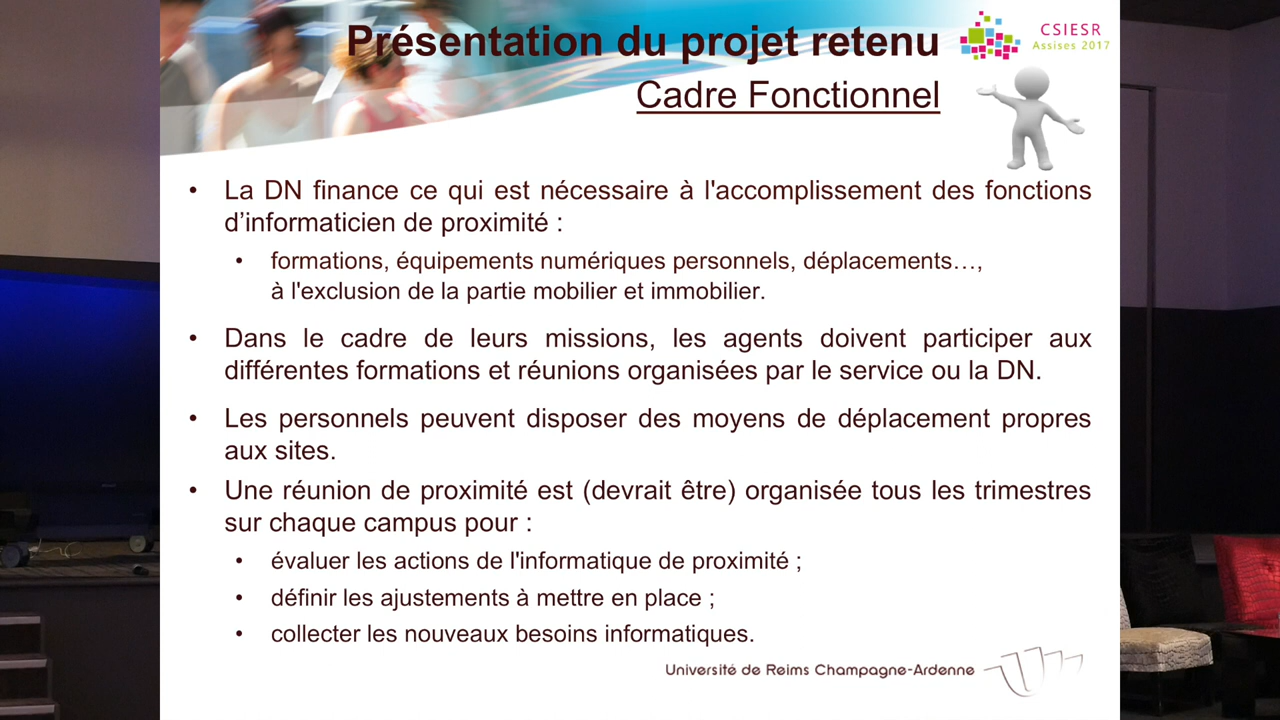 Présentation du projet retenu
CSIESR
Assises 2017
Cadre Fonctionnel
• La DN finance ce qui est nécessaire à l'accomplissement des fonctions
d’informaticien de proximité :
• formations, équipements numériques personnels, déplacements…,
à l'exclusion de la partie mobilier et immobilier.
• Dans le cadre de leurs missions, les agents doivent participer aux
différentes formations et réunions organisées par le service ou la DN.
• Les personnels peuvent disposer des moyens de déplacement propres
aux sites.
• Une réunion de proximité est (devrait être) organisée tous les trimestres
sur chaque campus pour :
• évaluer les actions de l'informatique de proximité ;
• définir les ajustements à mettre en place ;
• collecter les nouveaux besoins informatiques.
Université de Reims Champagne-Ardenne